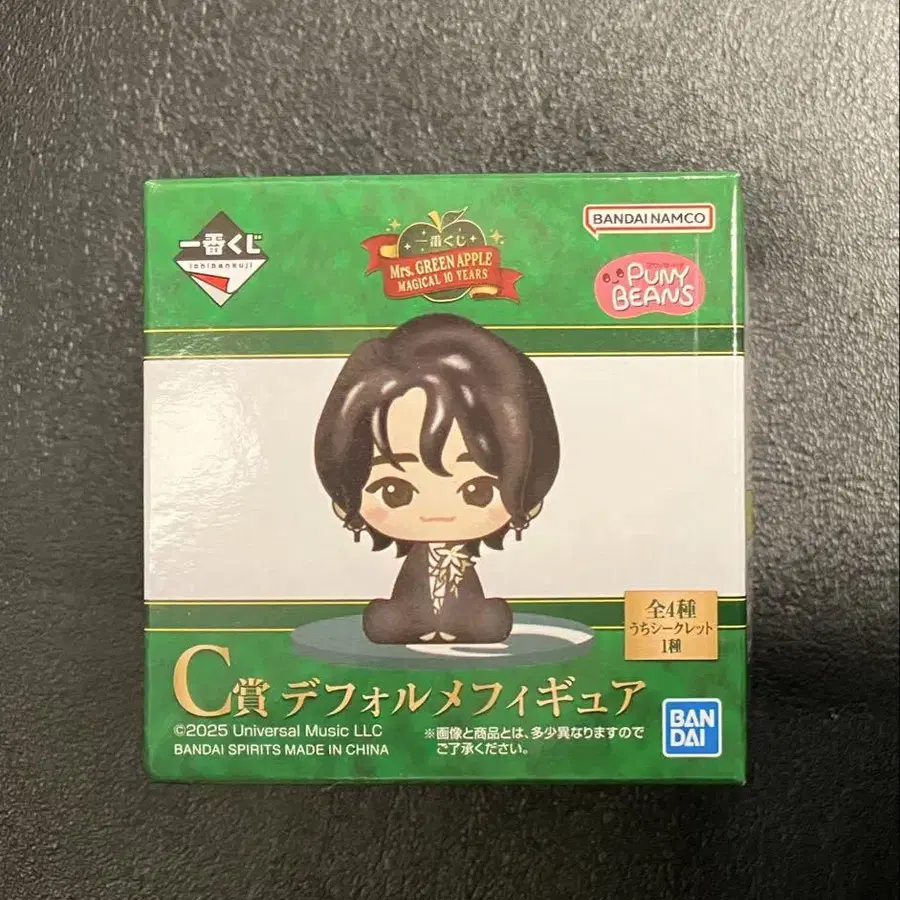 一番くじ
ichibankuji
一番くじ
Mrs. GREEN APPLE
MAGICAL 10 YEARS
BANDAI NAMCO
PUNY
BEANS
全4種
うちシークレット
1種
C賞 デフォルメフィギュア
©2025 Universal Music LLC
BANDAI SPIRITS MADE IN CHINA
※画像と商品とは、多少異なりますので
ご了承ください。
BAN
DAI